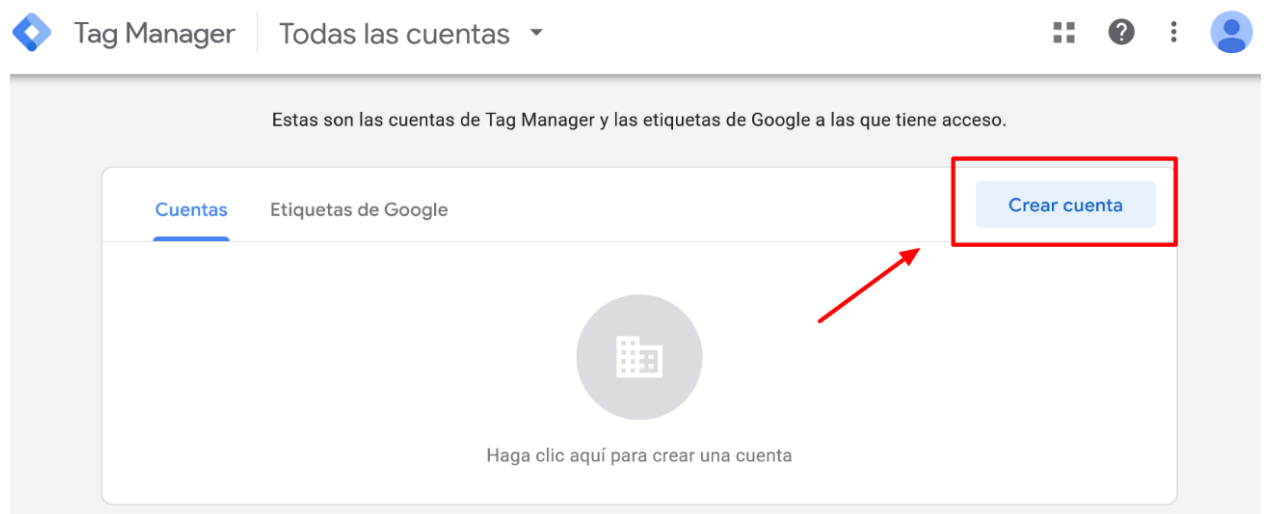 Tag Manager
Todas las cuentas
Estas son las cuentas de Tag Manager y las etiquetas de Google a las que tiene acceso.
Cuentas
Etiquetas de Google
Crear cuenta
Haga clic aquí para crear una cuenta